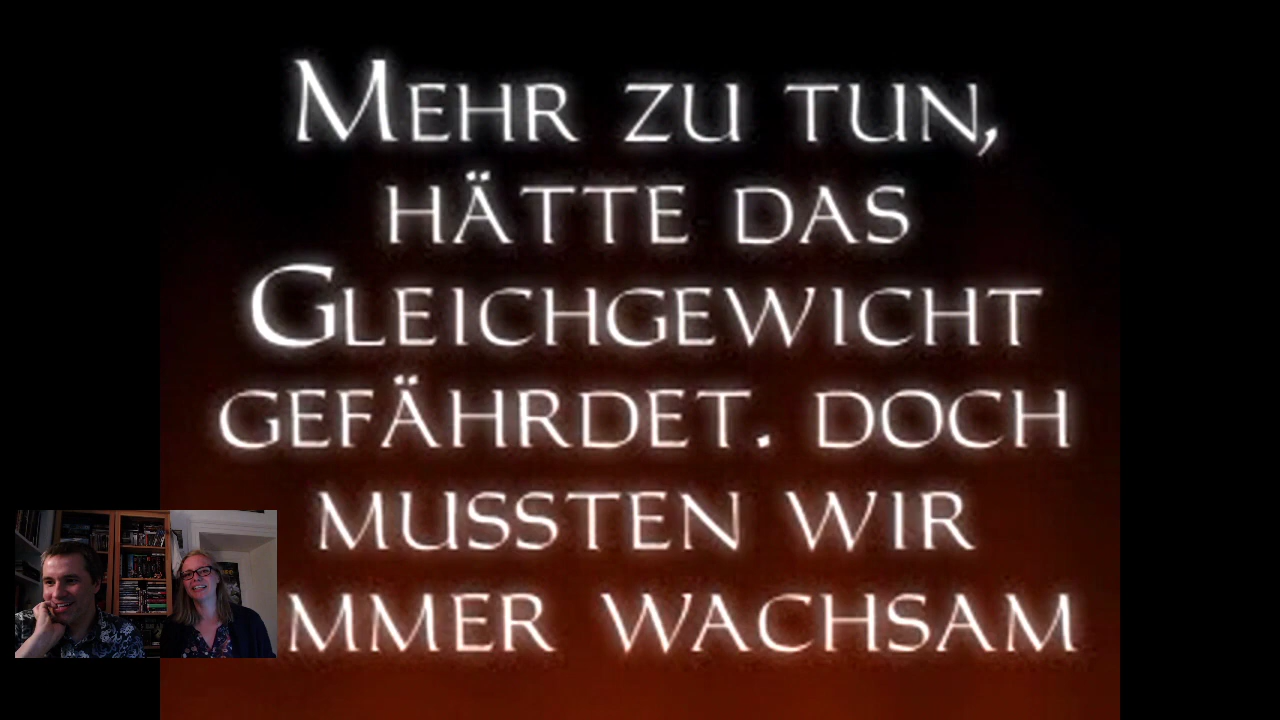 Mehr zu tun,
hätte das
Gleichgewicht
gefährdet. doch
mussten wir
mmer wachsam